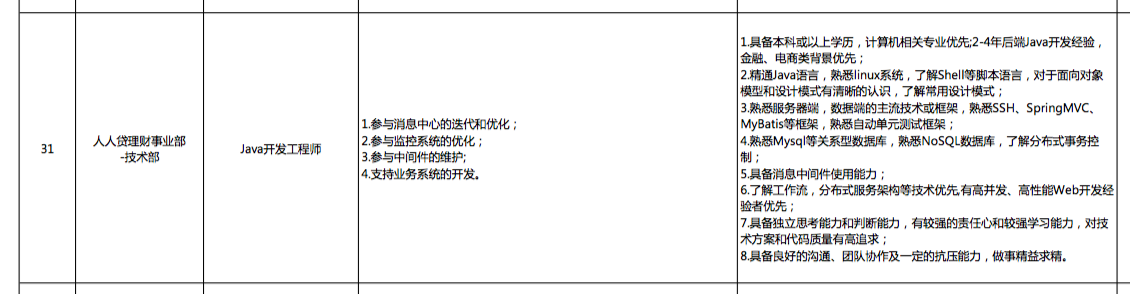 31
人人贷理财事业部
-技术部
Java开发工程师
1.参与消息中心的迭代和优化；
2.参与监控系统的优化；
3.参与中间件的维护;
4.支持业务系统的开发。
1.具备本科或以上学历，计算机相关专业优先;2-4年后端Java开发经验，
金融、电商类背景优先；
2.精通Java语言，熟悉linux系统，了解Shell等脚本语言，对于面向对象
模型和设计模式有清晰的认识，了解常用设计模式；
3.熟悉服务器端，数据端的主流技术或框架，熟悉SSH、SpringMVC、
MyBatis等框架，熟悉自动单元测试框架；
4.熟悉Mysql等关系型数据库，熟悉NoSQL数据库，了解分布式事务控
制；
5.具备消息中间件使用能力；
6.了解工作流，分布式服务架构等技术优先,有高并发、高性能Web开发经
验者优先；
7.具备独立思考能力和判断能力，有较强的责任心和较强学习能力，对技
术方案和代码质量有高追求；
8.具备良好的沟通、团队协作及一定的抗压能力，做事精益求精。